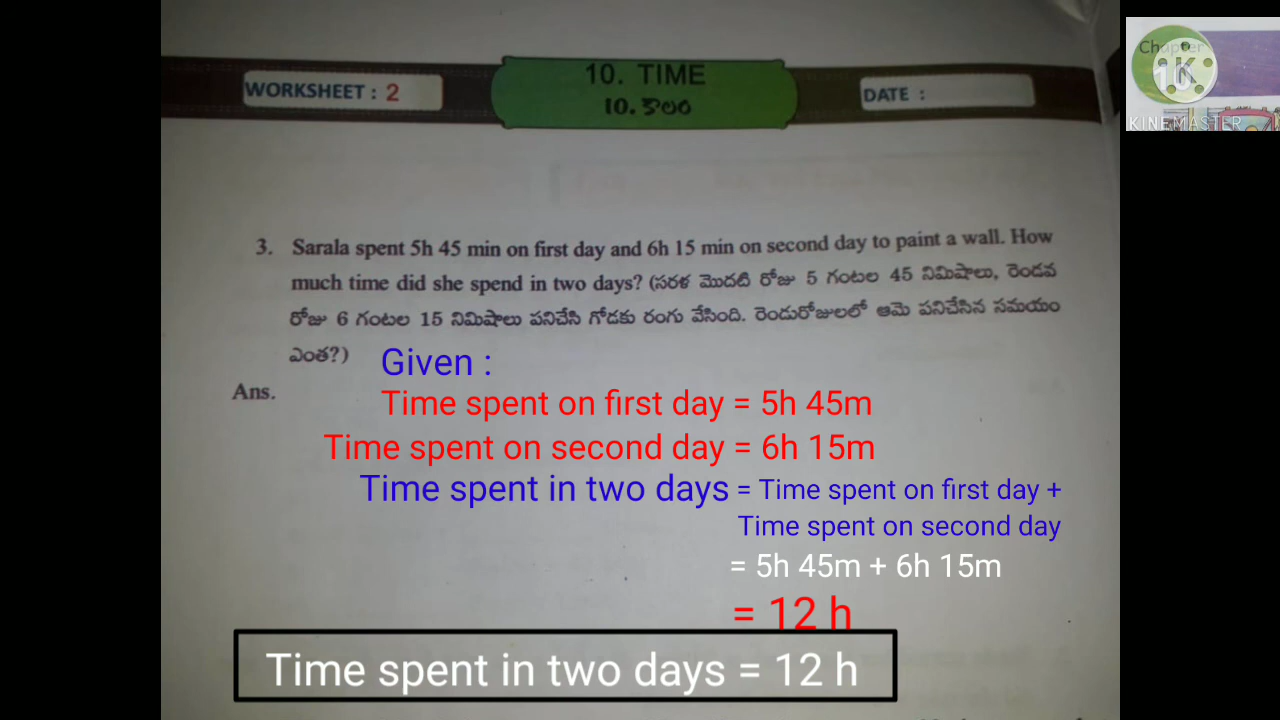 WORKSHEET : 2
10. TIME
10. కాలం
DATE :
Chapter
10
K
KINEMASTER
3. Sarala spent 5h 45 min on first day and 6h 15 min on second day to paint a wall. How
much time did she spend in two days? (సరళ మొదటి రోజు 5 గంటల 45 నిమిషాలు, రెండవ
రోజు 6 గంటల 15 నిమిషాలు పనిచేసి గోడకు రంగు వేసింది. రెండురోజులలో ఆమె పనిచేసిన సమయం
ఎంత?)
Given :
Ans.
Time spent on first day = 5h 45m
Time spent on second day = 6h 15m
Time spent in two days = Time spent on first day +
Time spent on second day
= 5h 45m + 6h 15m
= 12 h
Time spent in two days = 12 h